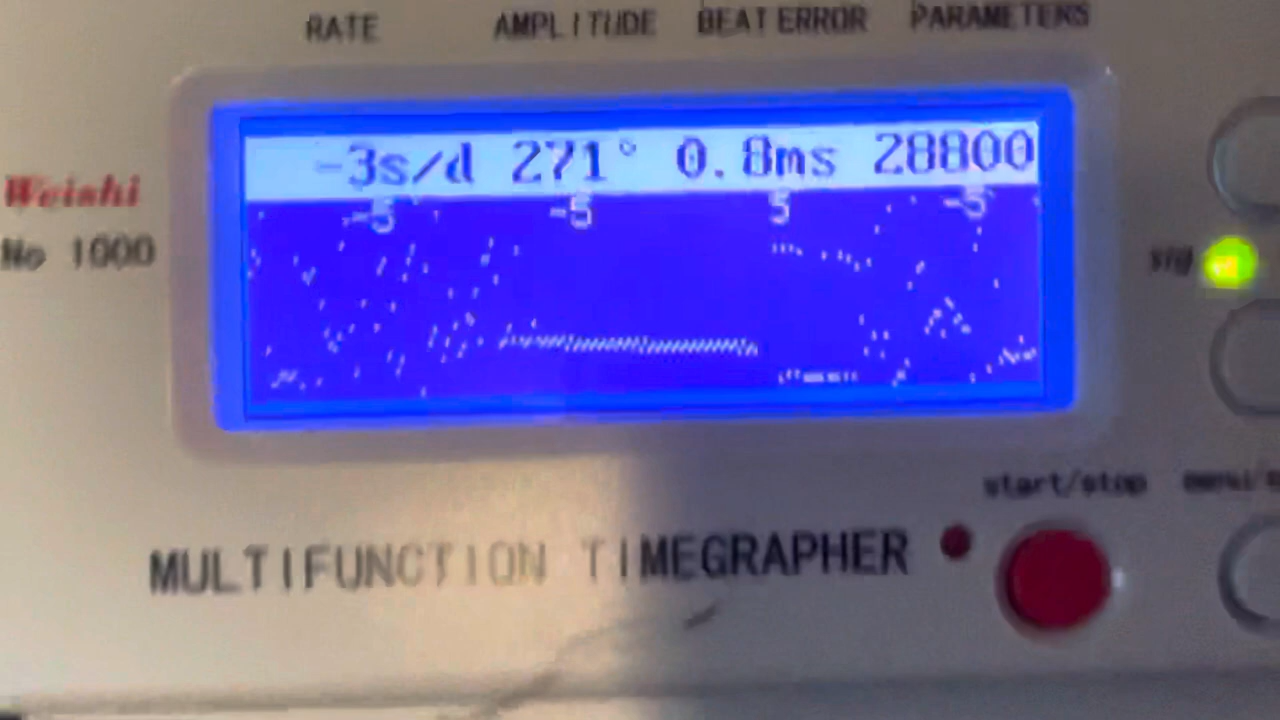 RATE AMPLITUDE BEAT ERROR PARAMETERS
-3s/d 271° 0.8ms 28800
-5 -5 5 -5
Weishi
No 1000
sig
start/stop
MULTIFUNCTION TIMEGRAPHER